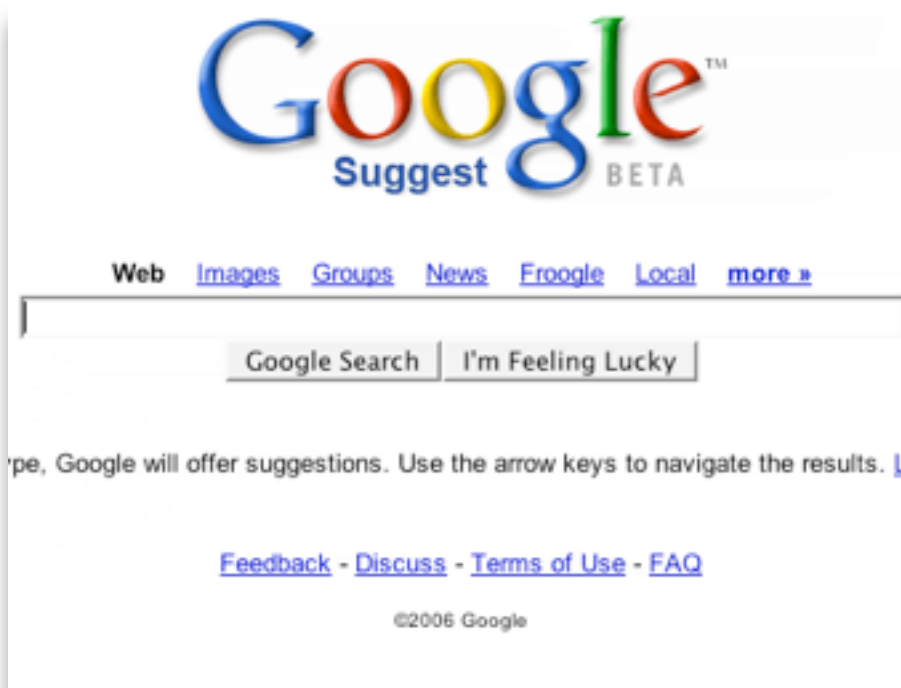 Google™
Suggest BETA
Web Images Groups News Froogle Local more »
Google Search I'm Feeling Lucky
ype, Google will offer suggestions. Use the arrow keys to navigate the results. L
Feedback - Discuss - Terms of Use - FAQ
©2006 Google